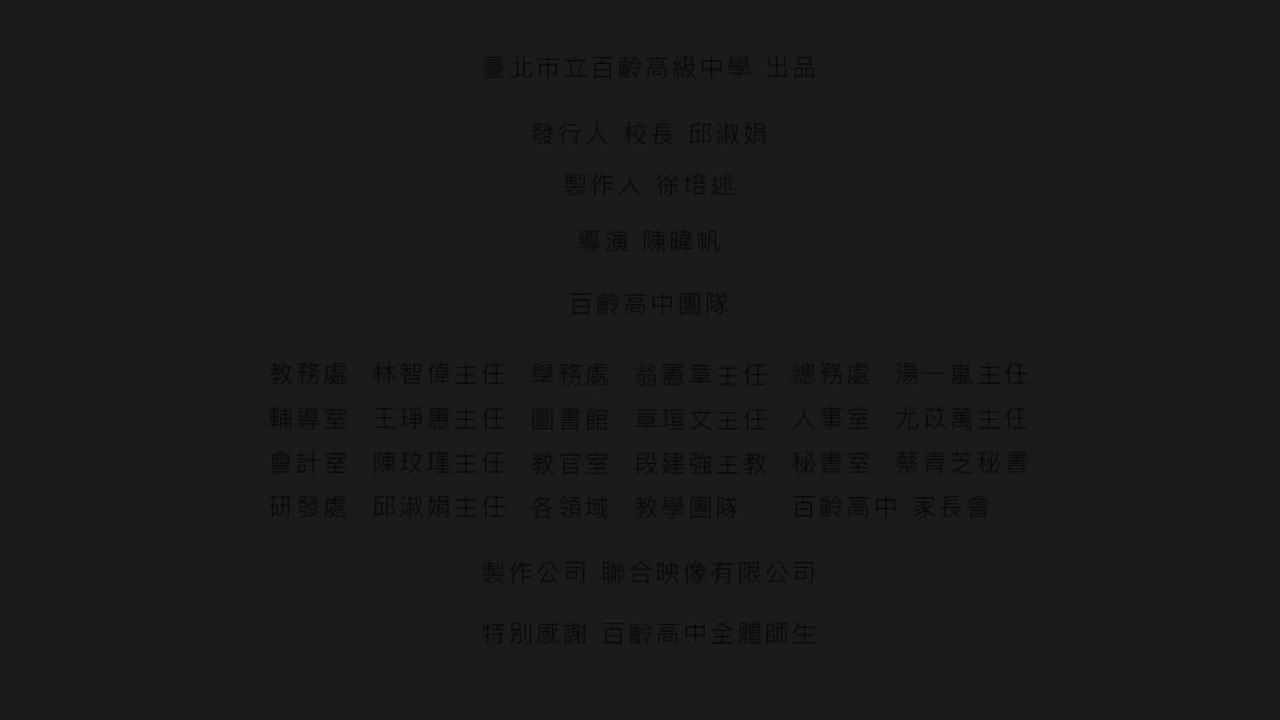 臺北市立百齡高級中學 出品
發行人 校長 邱淑娟
製作人 徐培述
導演 陳暐帆
百齡高中團隊
教務處 林智偉主任 學務處 翁憲章主任 總務處 湯一嵐主任
輔導室 王琤惠主任 圖書館 章瑄文主任 人事室 尤苡萬主任
會計室 陳玟瑾主任 教官室 段建強主教 秘書室 蔡青芝秘書
研發處 邱淑娟主任 各領域 教學團隊 百齡高中 家長會
製作公司 聯合映像有限公司
特別感謝 百齡高中全體師生